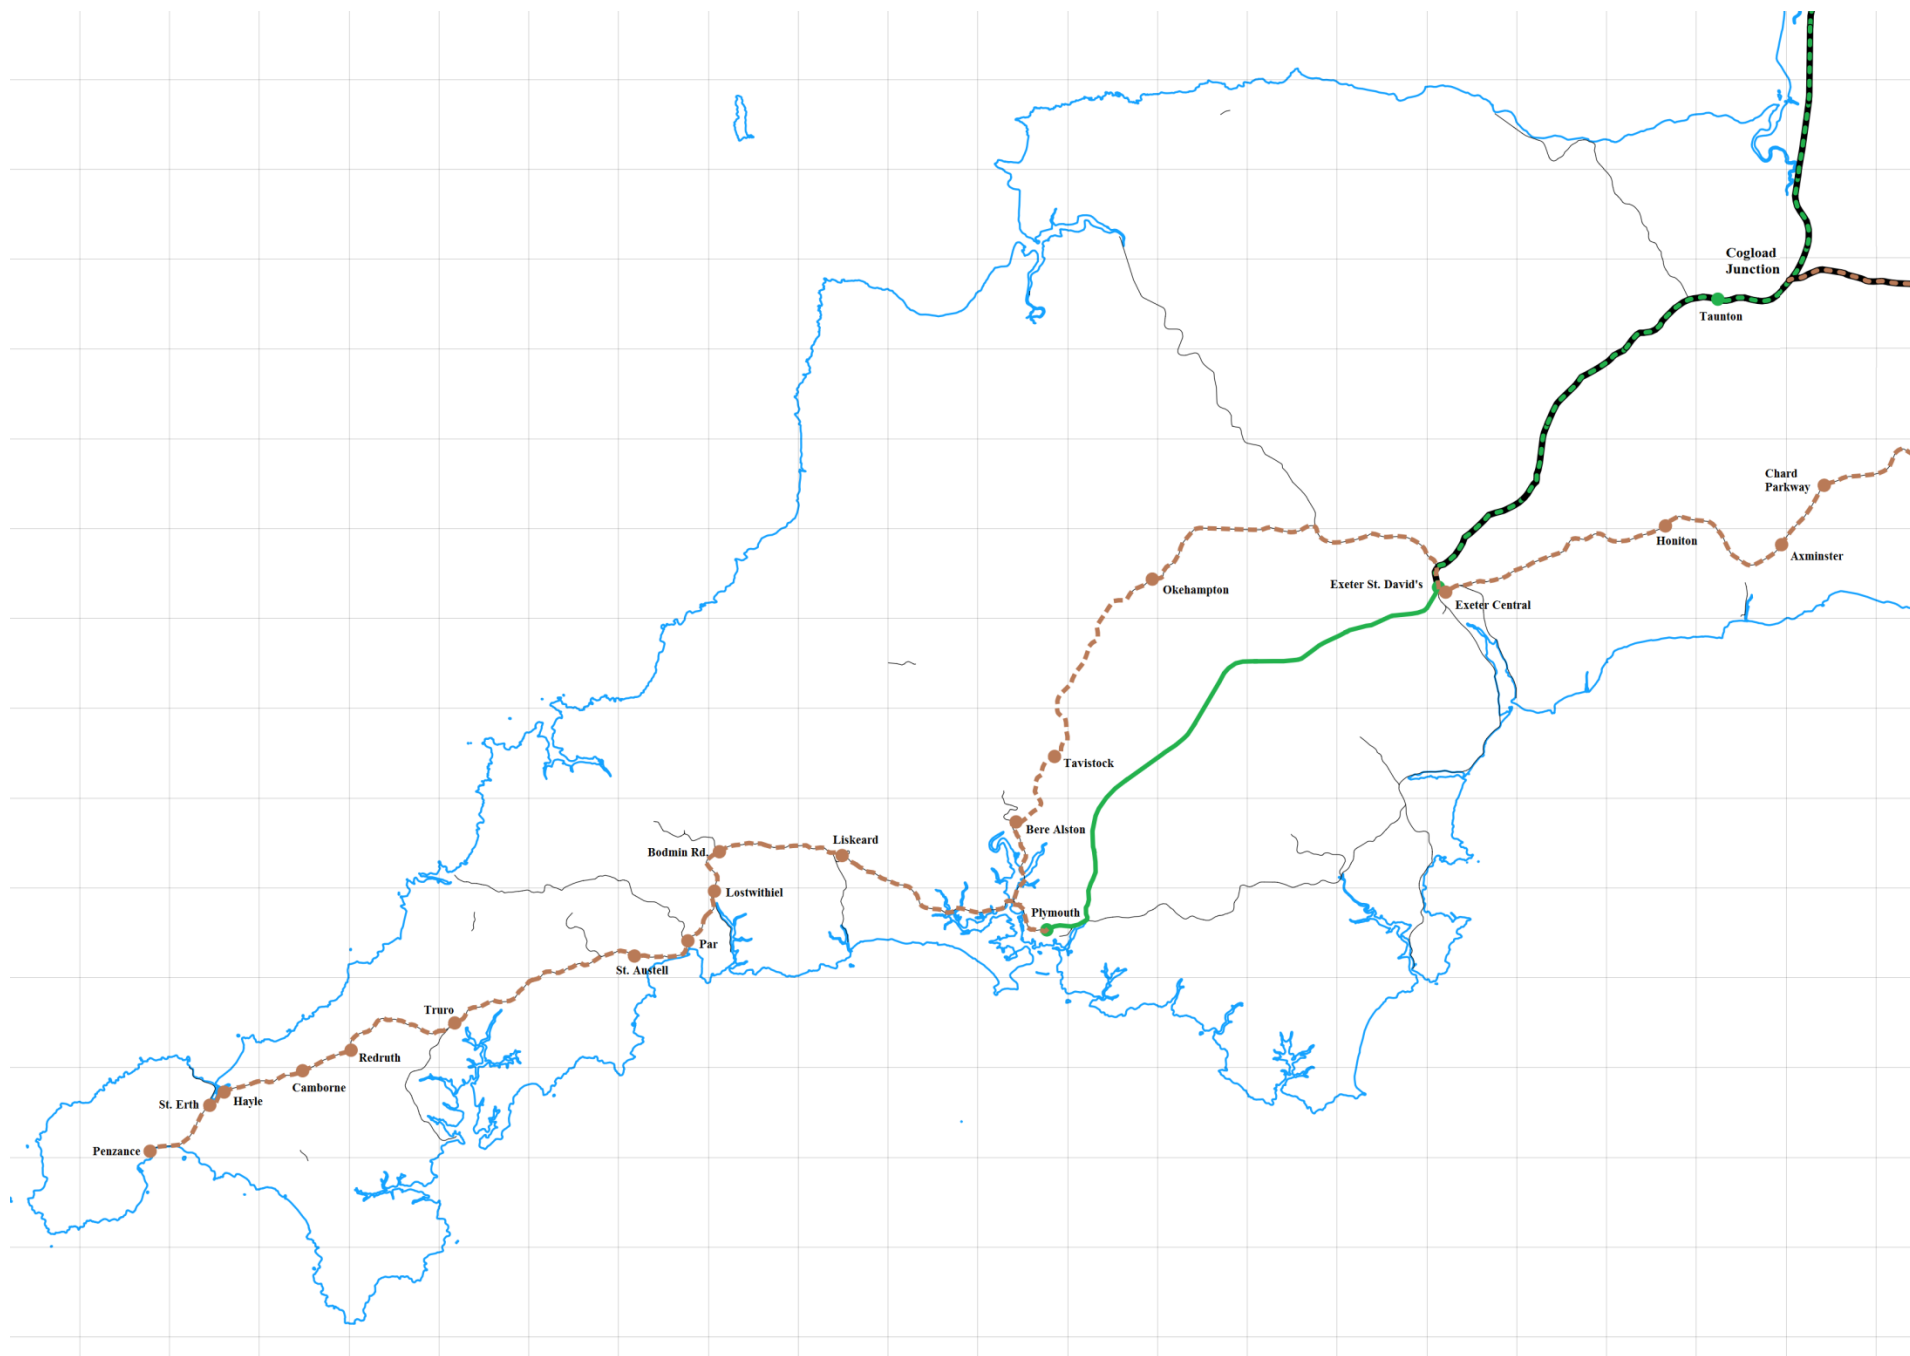 Cogload
Junction
Taunton
Chard
Parkway
Honiton
Axminster
Exeter St. David's
Okehampton
Exeter Central
Tavistock
Bere Alston
Liskeard
Bodmin Rd.
Lostwithiel
Plymouth
Par
St. Austell
Truro
Redruth
Camborne
Hayle
St. Erth
Penzance